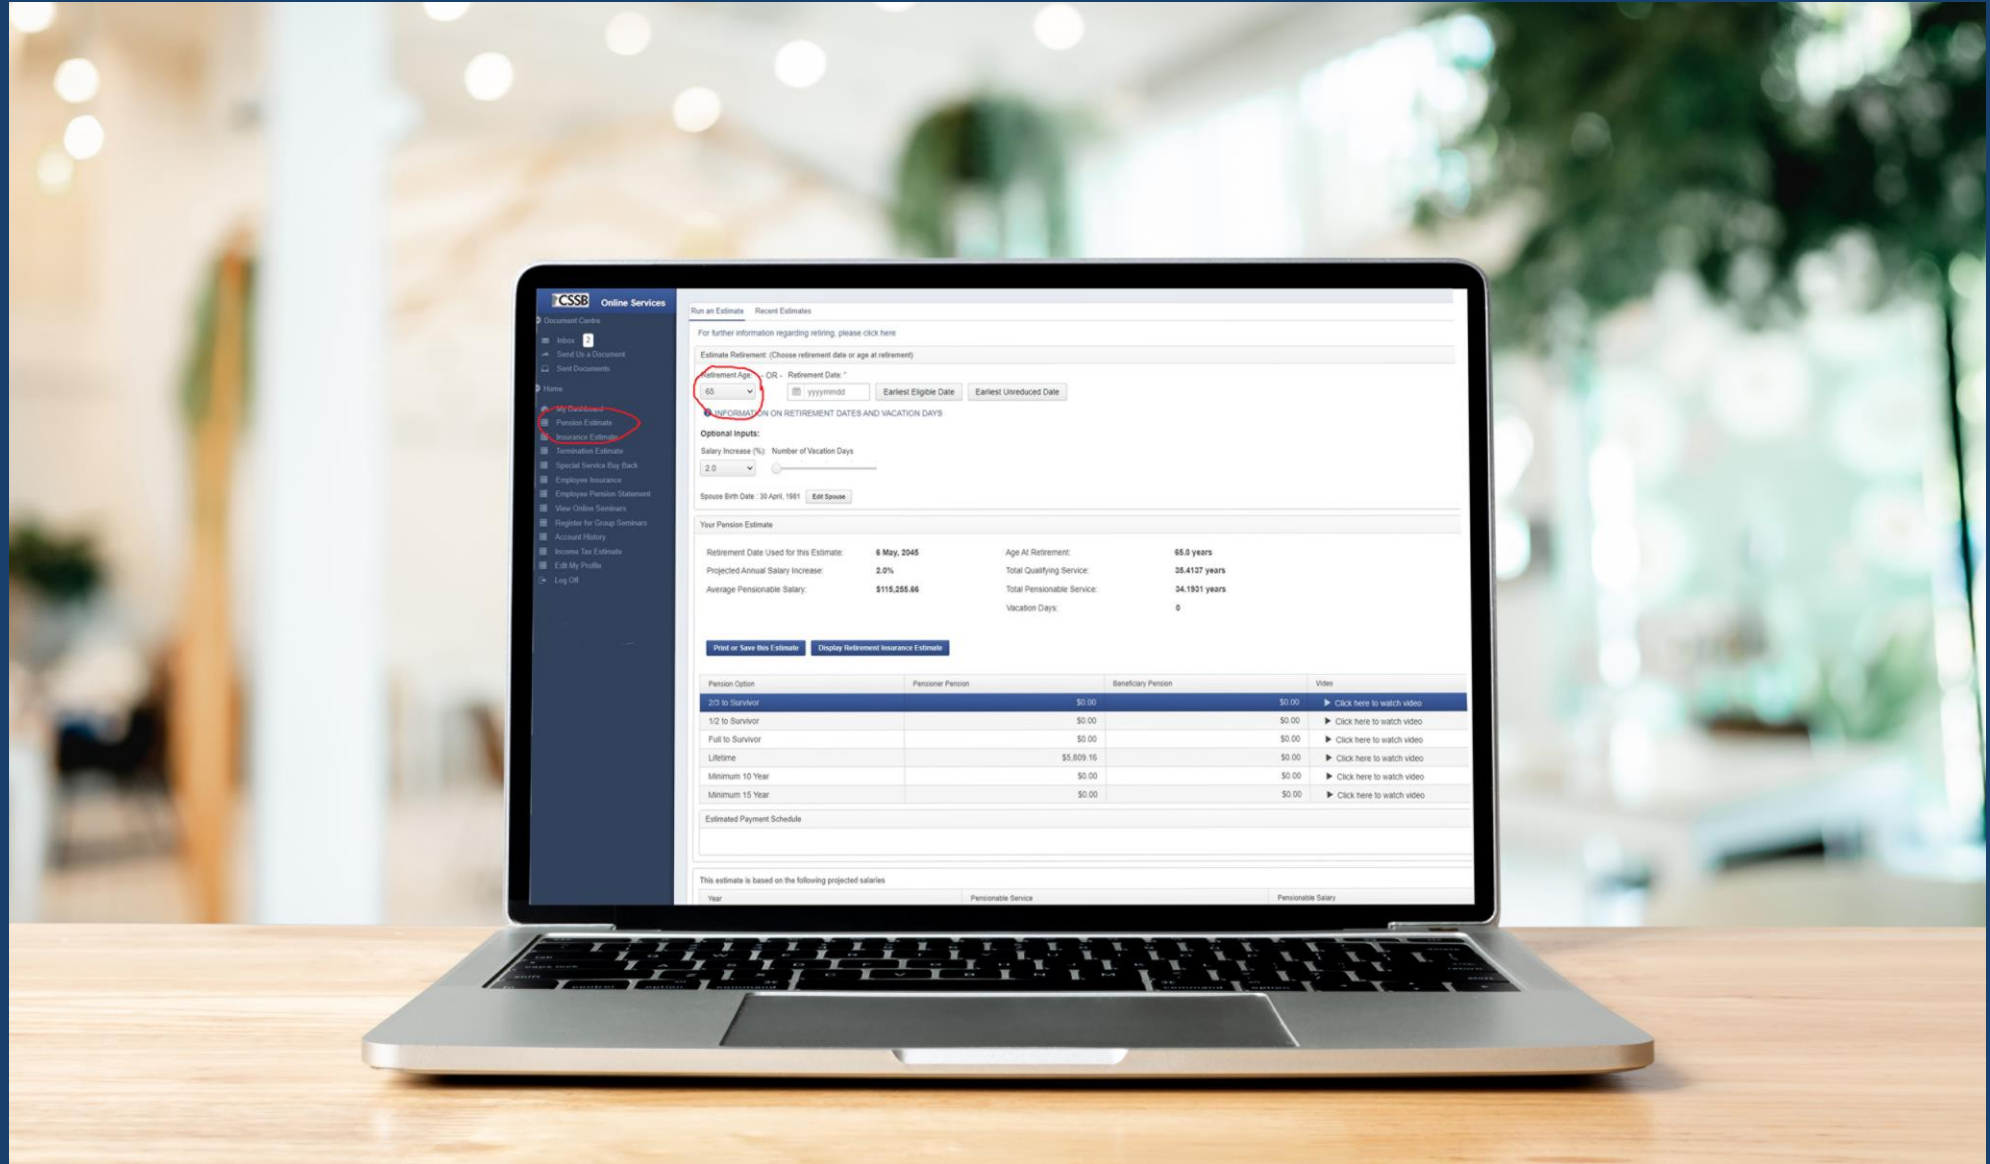 CSSB Online Services
Document Centre
Inbox 2
Send Us a Document
Sent Documents
Home
My Dashboard
Pension Estimate
Insurance Estimate
Termination Estimate
Special Service Buy Back
Employee Insurance
Employee Pension Statement
View Online Seminars
Register for Group Seminars
Account History
Income Tax Estimate
Edit My Profile
Log Off
Run an Estimate Recent Estimates
For further information regarding retiring, please click here
Estimate Retirement: (Choose retirement date or age at retirement)
Retirement Age: - OR - Retirement Date: *
65 yyyymmdd Earliest Eligible Date Earliest Unreduced Date
INFORMATION ON RETIREMENT DATES AND VACATION DAYS
Optional Inputs:
Salary Increase (%): Number of Vacation Days
2.0
Spouse Birth Date : 30 April, 1981 Edit Spouse
Your Pension Estimate
Retirement Date Used for this Estimate: 6 May, 2045 Age At Retirement: 65.0 years
Projected Annual Salary Increase: 2.0% Total Qualifying Service: 35.4137 years
Average Pensionable Salary: $115,255.66 Total Pensionable Service: 34.1931 years
Vacation Days: 0
Print or Save this Estimate Display Retirement Insurance Estimate
Pension Option Pensioner Pension Beneficiary Pension Video
2/3 to Survivor $0.00 $0.00 Click here to watch video
1/2 to Survivor $0.00 $0.00 Click here to watch video
Full to Survivor $0.00 $0.00 Click here to watch video
Lifetime $5,809.16 $0.00 Click here to watch video
Minimum 10 Year $0.00 $0.00 Click here to watch video
Minimum 15 Year $0.00 $0.00 Click here to watch video
Estimated Payment Schedule
This estimate is based on the following projected salaries
Year Pensionable Service Pensionable Salary